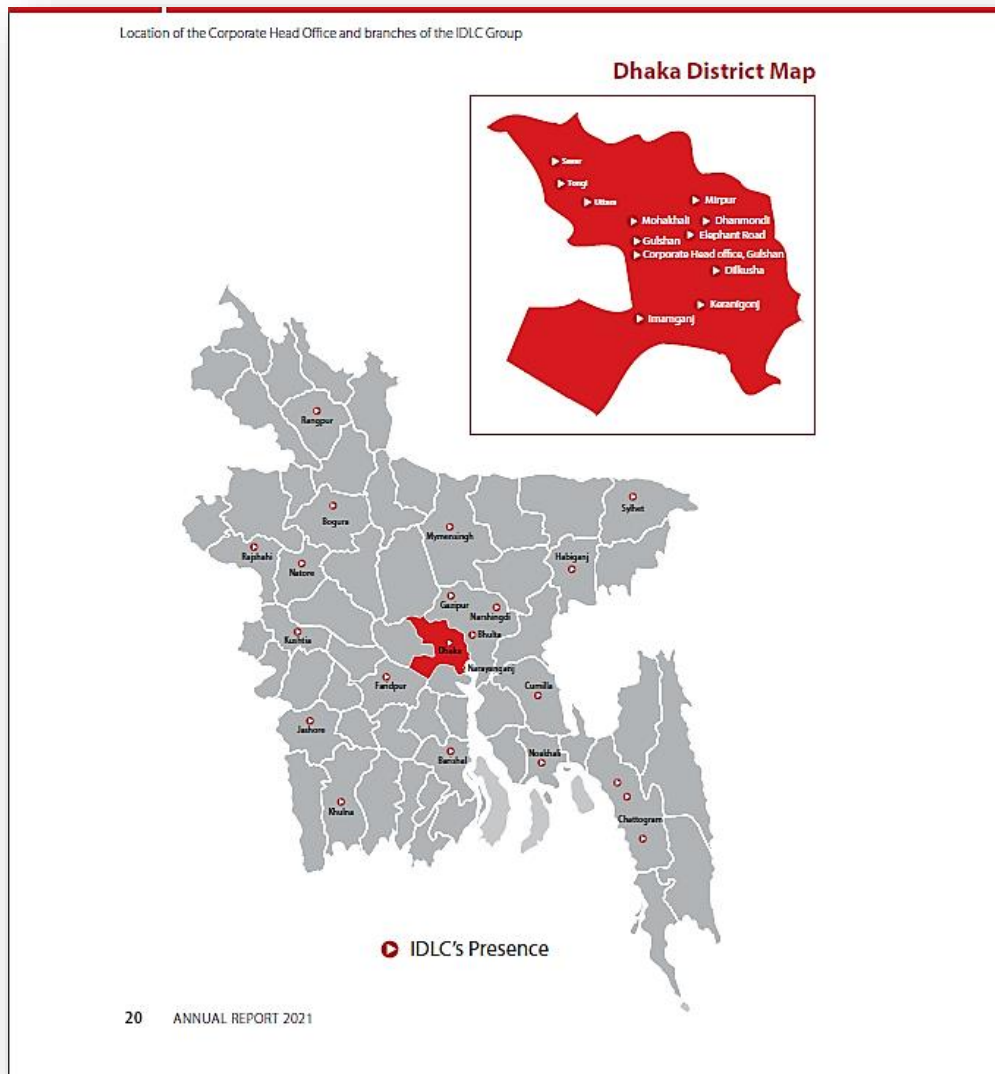 Location of the Corporate Head Office and branches of the IDLC Group
Dhaka District Map
Savar
Tongi
Uttara
Mirpur
Mohakhali
Dhanmondi
Gulshan
Elephant Road
Corporate Head office, Gulshan
Dilkusha
Keranigonj
Imamganj
Rangpur
Bogura
Sylhet
Mymensingh
Rajshahi
Natore
Habiganj
Gazipur
Narshingdi
Kushtia
Bhulta
Dhaka
Narayanganj
Faridpur
Cumilla
Jashore
Barishal
Noakhali
Khulna
Chattogram
IDLC's Presence
20 ANNUAL REPORT 2021